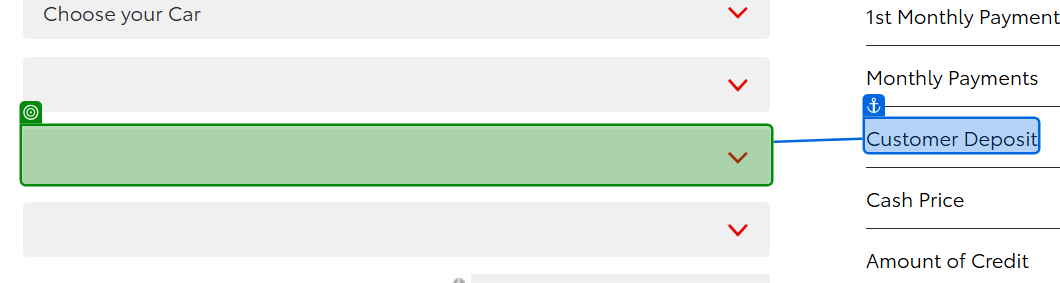 Choose your Car
1st Monthly Payment
Monthly Payments
Customer Deposit
Cash Price
Amount of Credit